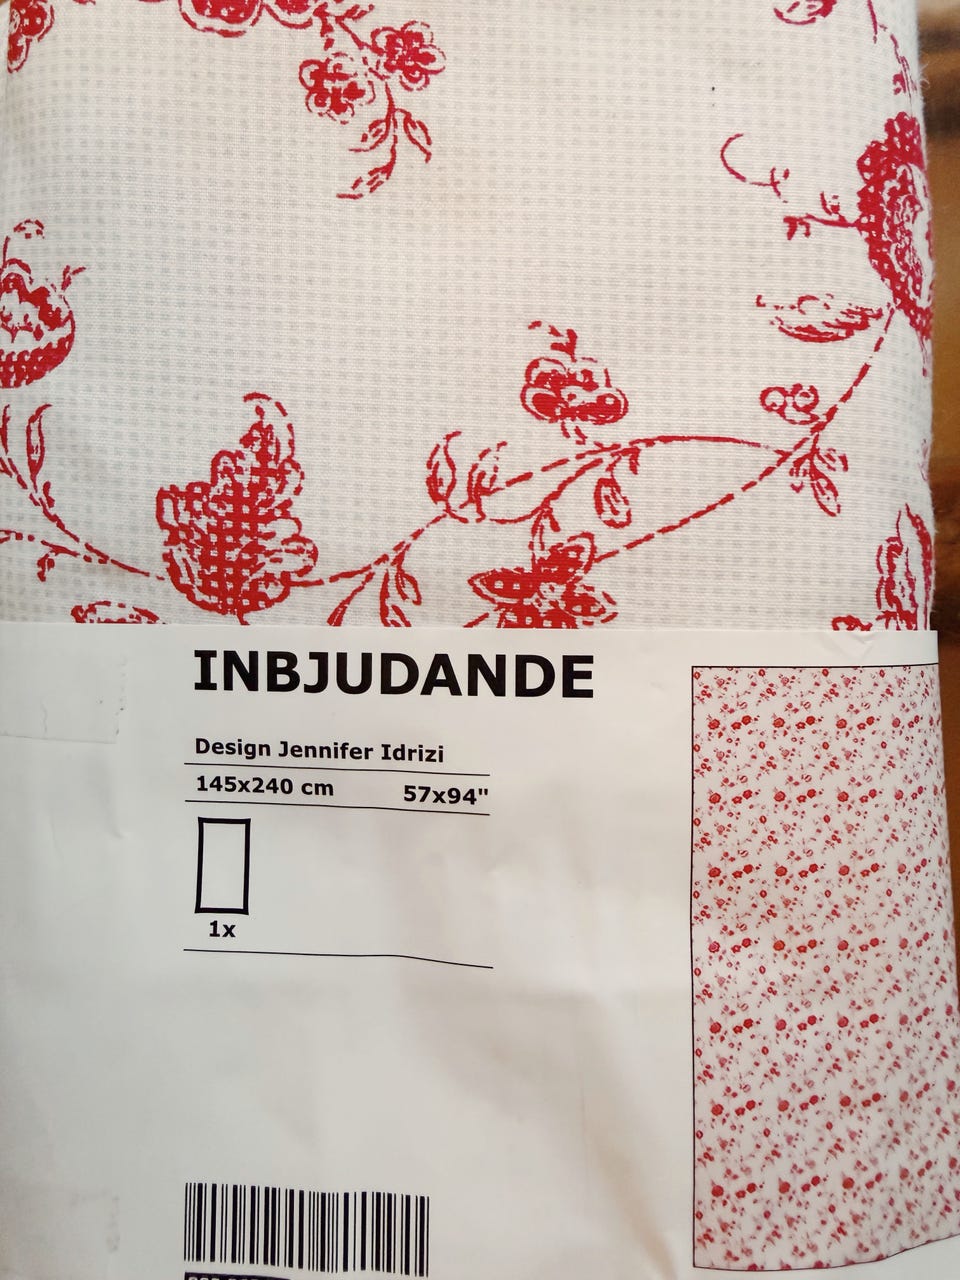 INBJUDANDE
Design Jennifer Idrizi
145x240 cm 57x94"
1x